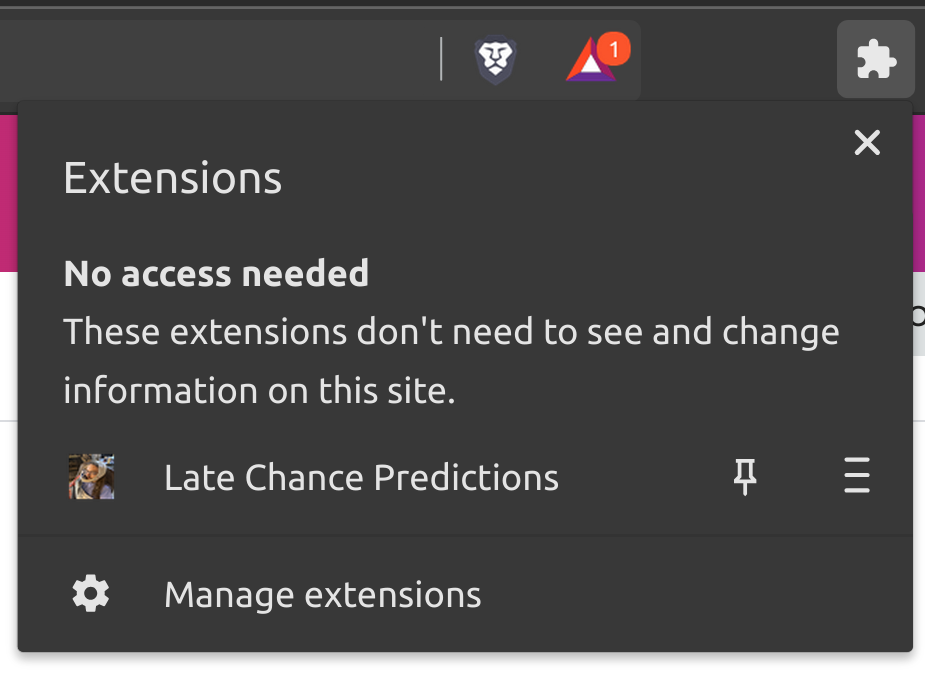 1
Extensions
No access needed
These extensions don't need to see and change
information on this site.
Late Chance Predictions
Manage extensions